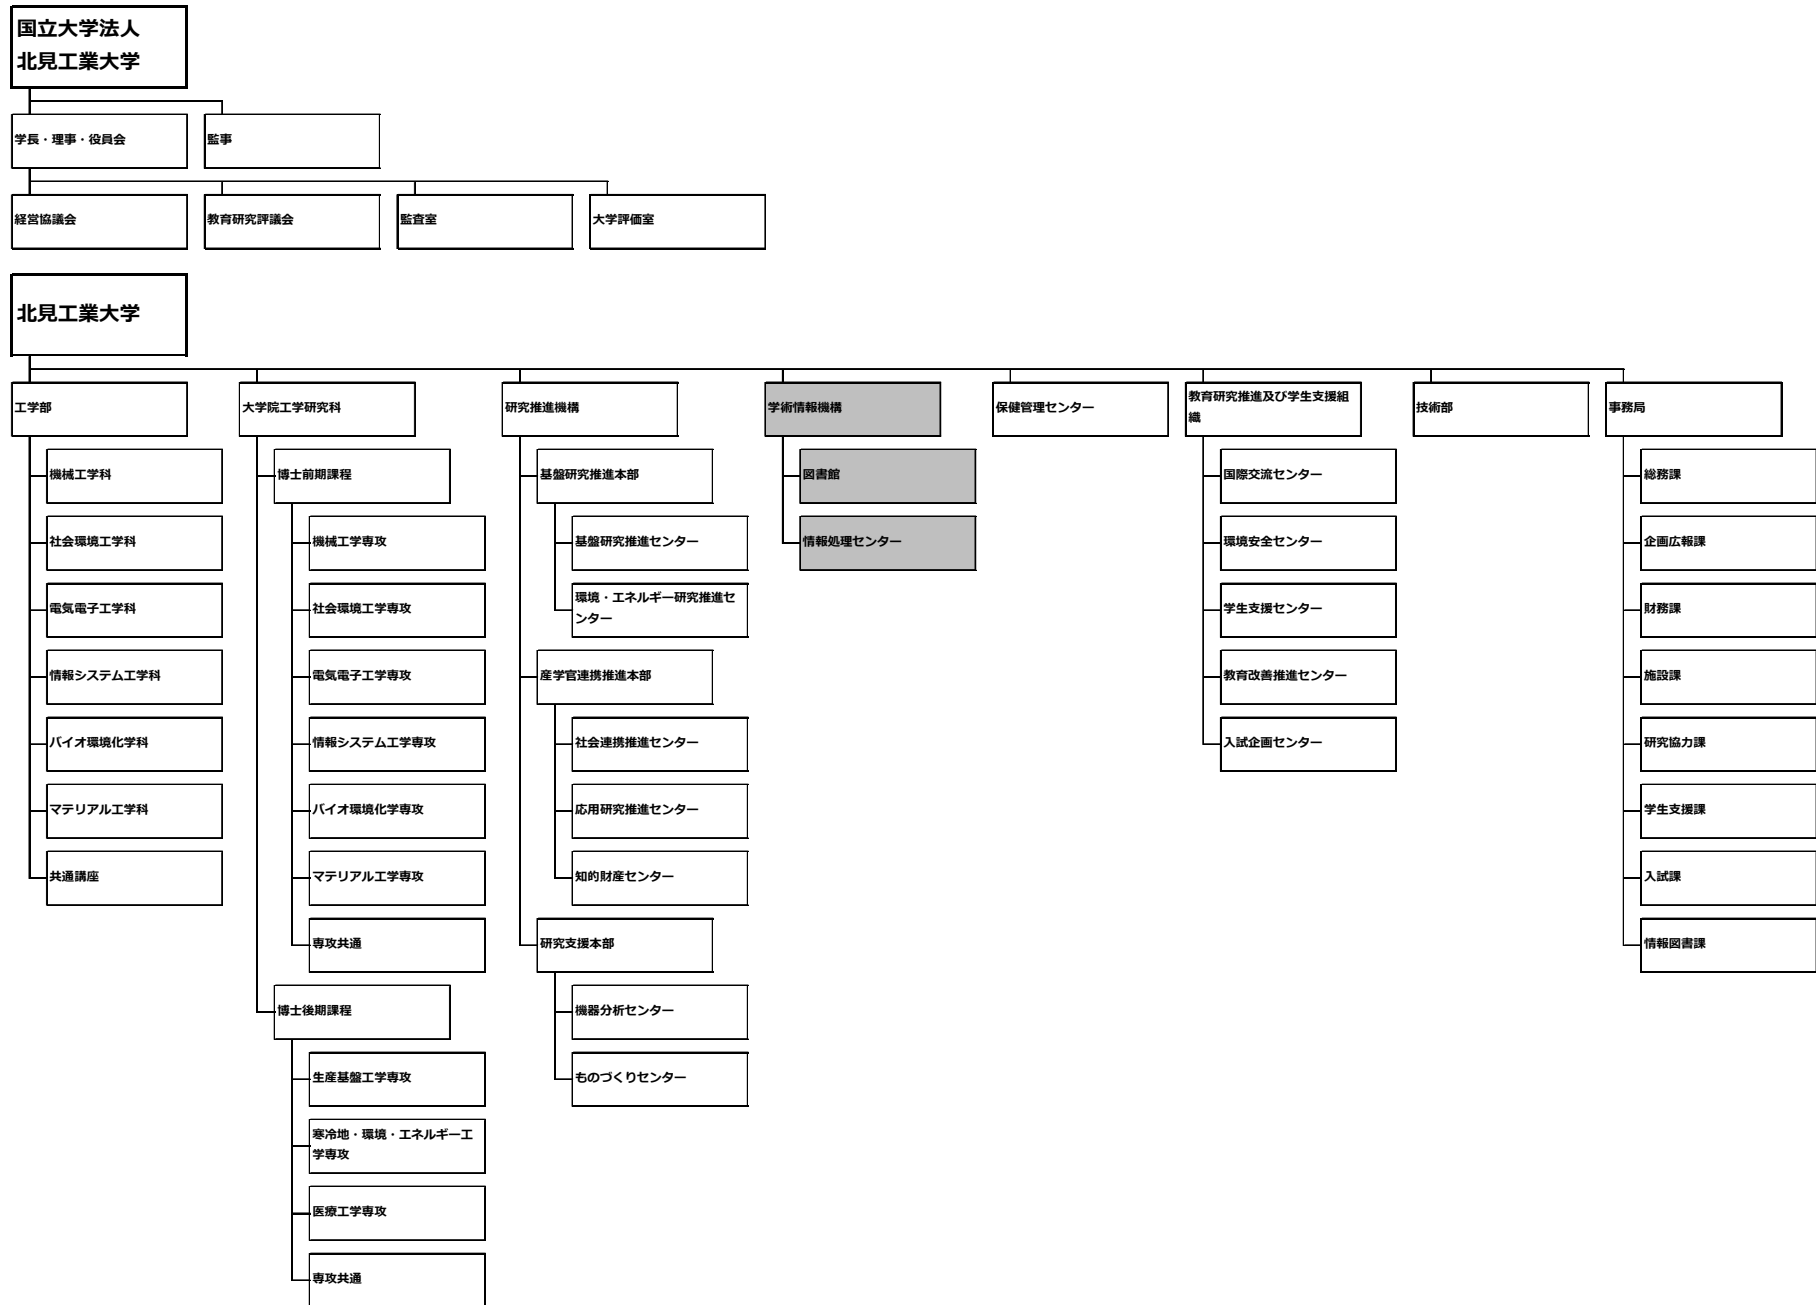 国立大学法人
北見工業大学
学長・理事・役員会
監事
経営協議会
教育研究評議会
監査室
大学評価室
北見工業大学
工学部
機械工学科
社会環境工学科
電気電子工学科
情報システム工学科
バイオ環境化学科
マテリアル工学科
共通講座
大学院工学研究科
博士前期課程
機械工学専攻
社会環境工学専攻
電気電子工学専攻
情報システム工学専攻
バイオ環境化学専攻
マテリアル工学専攻
専攻共通
博士後期課程
生産基盤工学専攻
寒冷地・環境・エネルギー工
学専攻
医療工学専攻
専攻共通
研究推進機構
基盤研究推進本部
基盤研究推進センター
環境・エネルギー研究推進セ
ンター
産学官連携推進本部
社会連携推進センター
応用研究推進センター
知的財産センター
研究支援本部
機器分析センター
ものづくりセンター
学術情報機構
図書館
情報処理センター
保健管理センター
教育研究推進及び学生支援組
織
国際交流センター
環境安全センター
学生支援センター
教育改善推進センター
入試企画センター
技術部
事務局
総務課
企画広報課
財務課
施設課
研究協力課
学生支援課
入試課
情報図書課